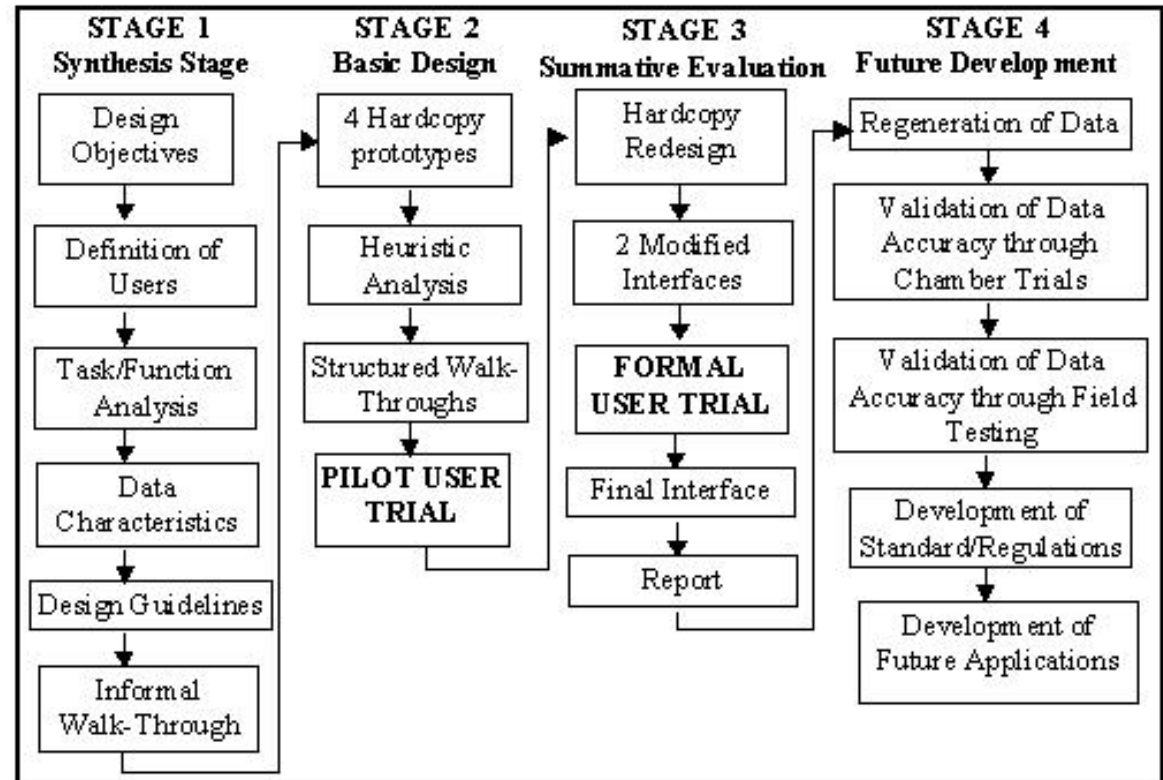 STAGE 1
Synthesis Stage
Design
Objectives
Definition of
Users
Task/Function
Analysis
Data
Characteristics
Design Guidelines
Informal
Walk-Through
STAGE 2
Basic Design
4 Hardcopy
prototypes
Heuristic
Analysis
Structured Walk-
Throughs
PILOT USER
TRIAL
STAGE 3
Summative Evaluation
Hardcopy
Redesign
2 Modified
Interfaces
FORMAL
USER TRIAL
Final Interface
Report
STAGE 4
Future Development
Regeneration of Data
Validation of Data
Accuracy through
Chamber Trials
Validation of Data
Accuracy through Field
Testing
Development of
Standard/Regulations
Development of
Future Applications